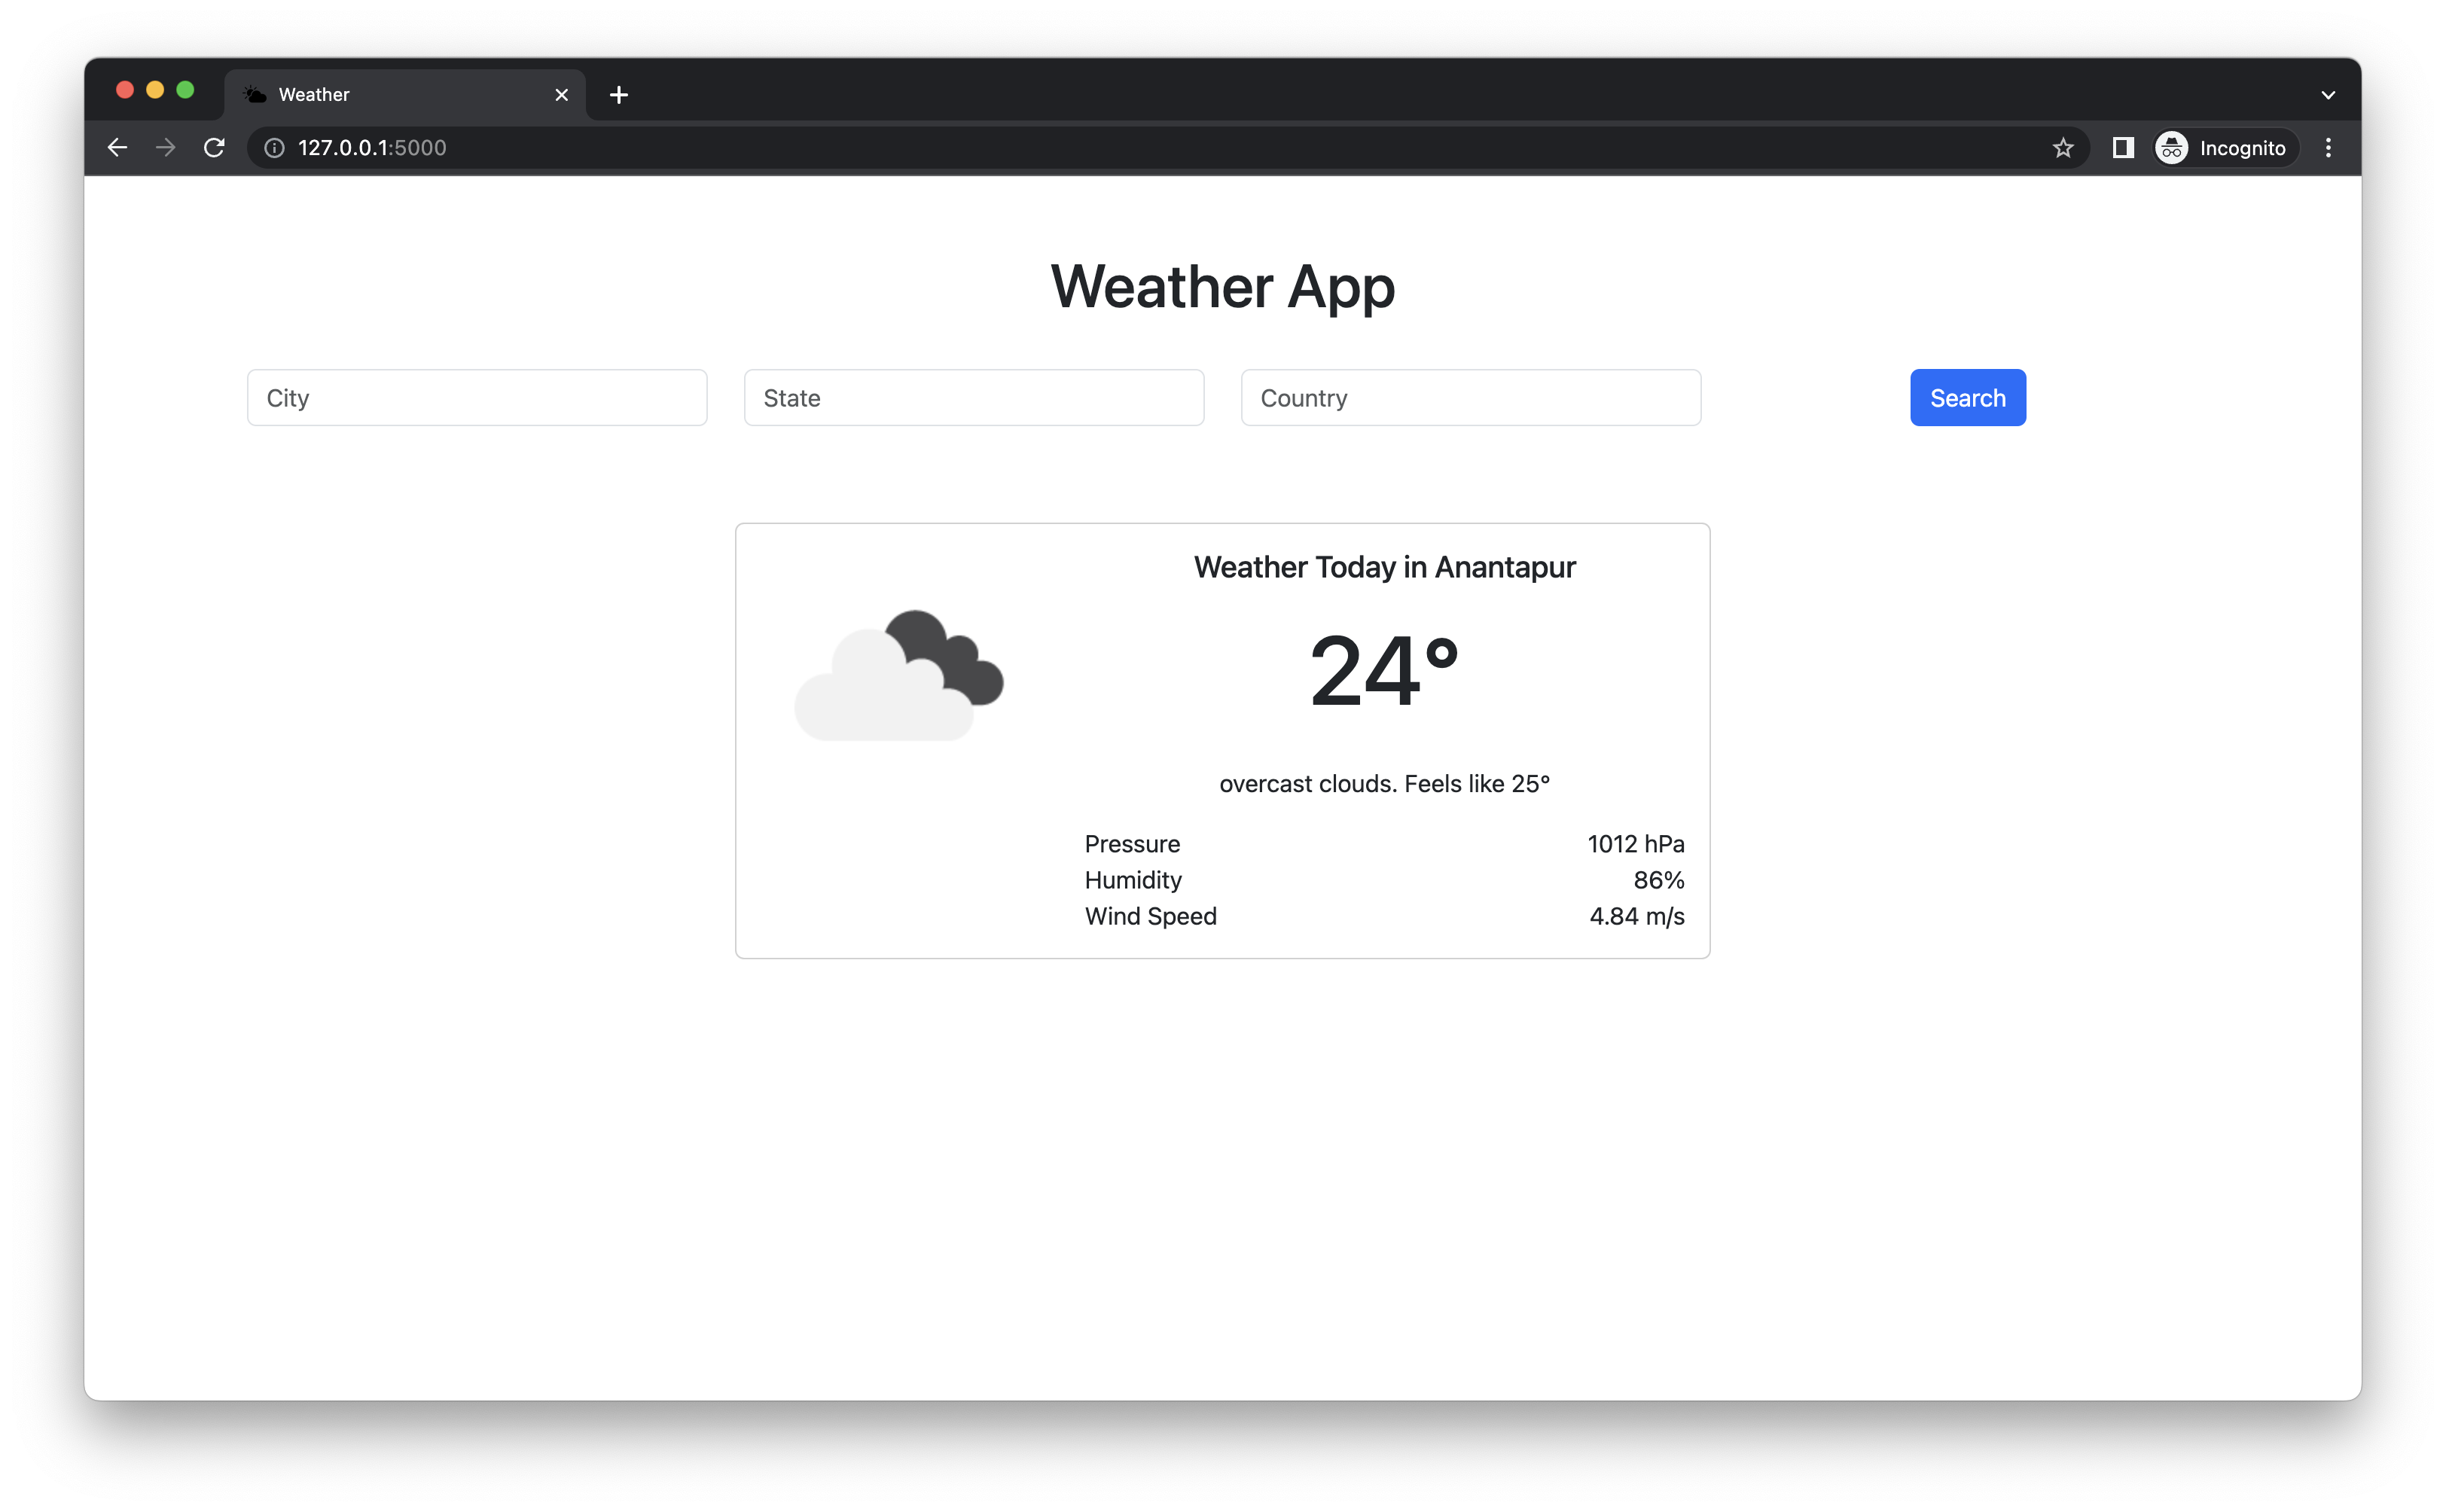 Weather
127.0.0.1:5000
Incognito
Weather App
City State Country Search
Weather Today in Anantapur
24°
overcast clouds. Feels like 25°
Pressure 1012 hPa
Humidity 86%
Wind Speed 4.84 m/s